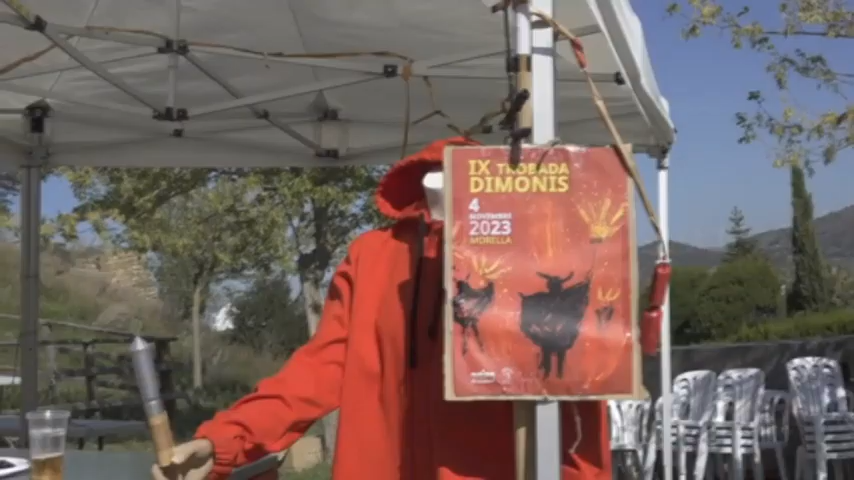 IX TROBADA
DIMONIS
4
NOVEMBRE
2023
MORELLA